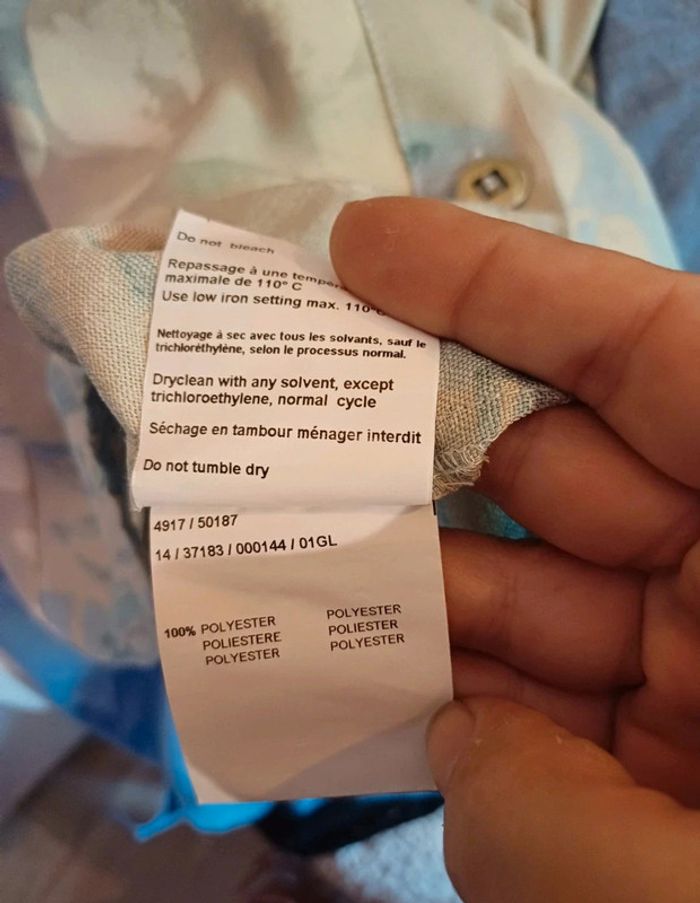 Do not bleach
Repassage à une
maximale de 110° C
Use low iron setting max. 110°C
Nettoyage à sec avec tous les solvants, sauf le
trichloréthylène, selon le processus normal.
Dryclean with any solvent, except
trichloroethylene, normal cycle
Séchage en tambour ménager interdit
Do not tumble dry
4917 / 50187
14 / 37183 / 000144 / 01GL
100% POLYESTER POLYESTER
POLIESTERE POLIESTER
POLYESTER POLYESTER